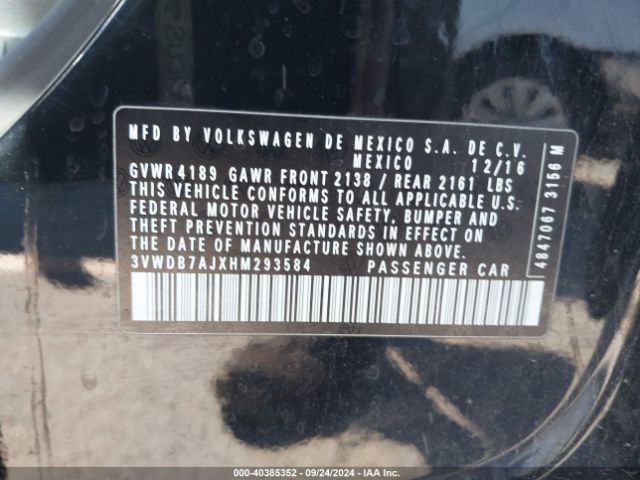 MFD BY VOLKSWAGEN DE MEXICO S.A. DE C.V.
MEXICO 12/16
GVWR 4189 GAWR FRONT 2138 / REAR 2161 LBS
THIS VEHICLE CONFORMS TO ALL APPLICABLE U.S.
FEDERAL MOTOR VEHICLE SAFETY, BUMPER AND
THEFT PREVENTION STANDARDS IN EFFECT ON
THE DATE OF MANUFACTURE SHOWN ABOVE.
3VWDB7AJXHM293584 PASSENGER CAR
4847067 3156 M
000-40385352 - 09/24/2024 - IAA Inc.